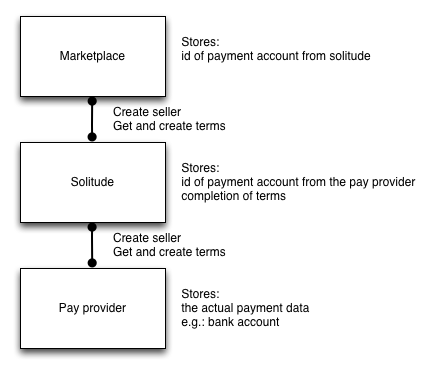 Marketplace
Stores:
id of payment account from solitude
Create seller
Get and create terms
Solitude
Stores:
id of payment account from the pay provider
completion of terms
Create seller
Get and create terms
Pay provider
Stores:
the actual payment data
e.g.: bank account